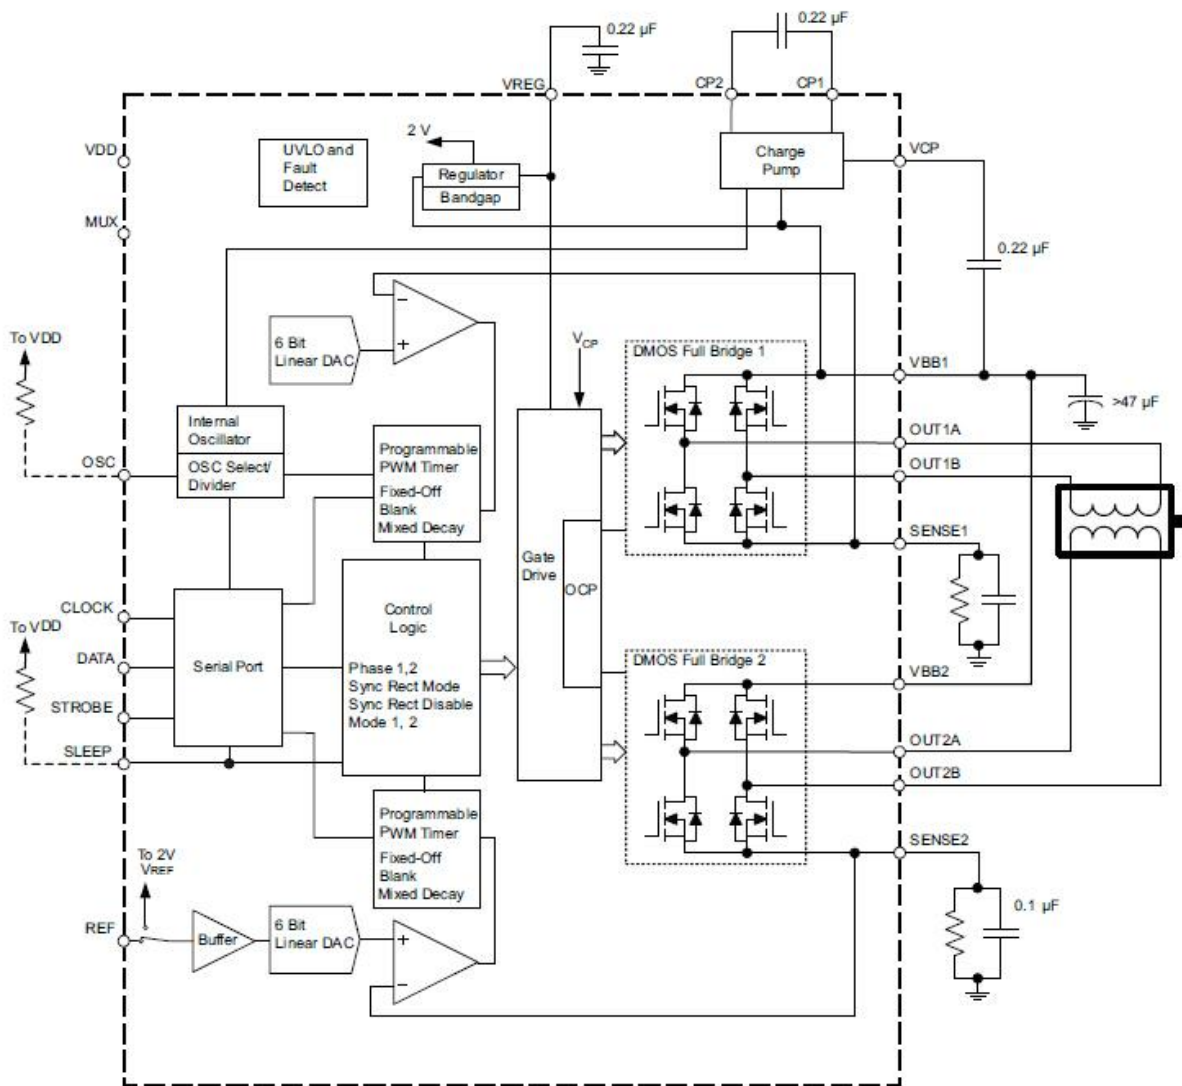 0.22 µF
0.22 µF
VREG
CP2
CP1
VDD
UVLO and
Fault
Detect
2 V
Regulator
Bandgap
Charge
Pump
VCP
MUX
0.22 µF
To VDD
6 Bit
Linear DAC
−
+
VCP
DMOS Full Bridge 1
VBB1
>47 µF
Internal
Oscillator
OSC Select/
Divider
OSC
Programmable
PWM Timer
Fixed-Off
Blank
Mixed Decay
OUT1A
OUT1B
SENSE1
Gate
Drive
OCP
CLOCK
To VDD
DATA
STROBE
SLEEP
Serial Port
Control
Logic
Phase 1,2
Sync Rect Mode
Sync Rect Disable
Mode 1, 2
DMOS Full Bridge 2
VBB2
OUT2A
OUT2B
Programmable
PWM Timer
Fixed-Off
Blank
Mixed Decay
SENSE2
To 2V
VREF
REF
Buffer
6 Bit
Linear DAC
+
−
0.1 µF